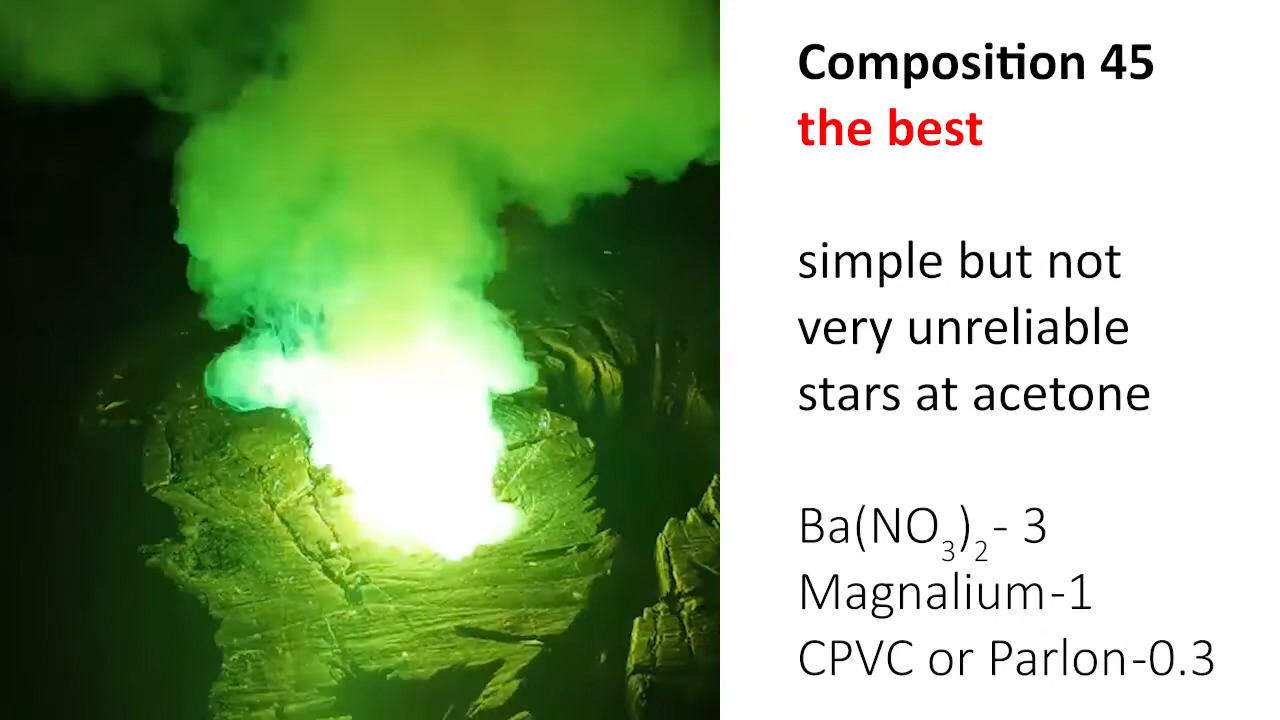 Composition 45
the best
simple but not
very unreliable
stars at acetone
Ba(NO₃)₂- 3
Magnalium-1
CPVC or Parlon-0.3